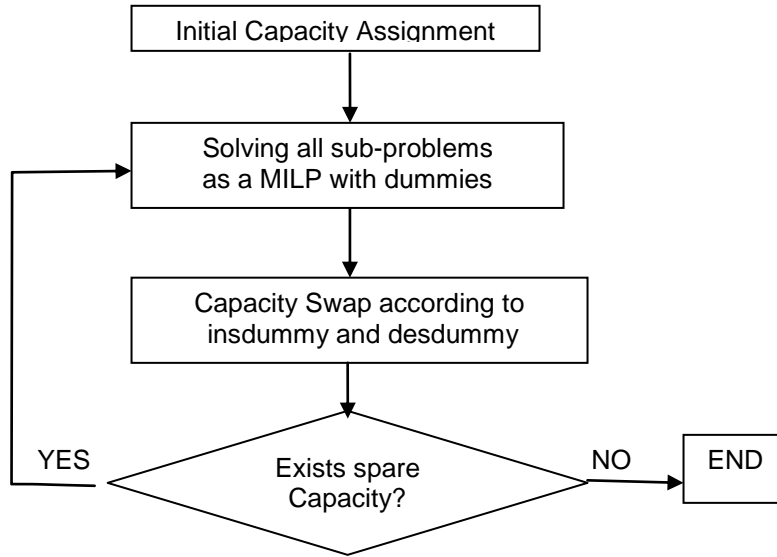 Initial Capacity Assignment
Solving all sub-problems
as a MILP with dummies
Capacity Swap according to
insdummy and desdummy
YES
Exists spare
Capacity?
NO
END